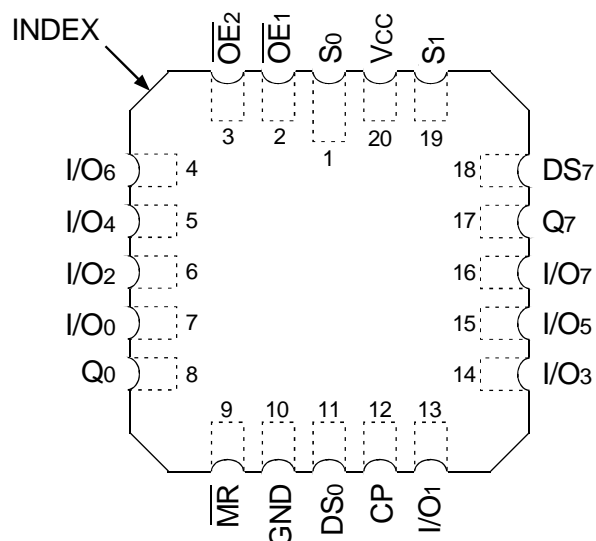 INDEX
OE2
OE1
S0
VCC
S1
3
2
1
20
19
I/O6
4
18
DS7
I/O4
5
17
Q7
I/O2
6
16
I/O7
I/O0
7
15
I/O5
Q0
8
14
I/O3
9
10
11
12
13
MR
GND
DS0
CP
I/O1